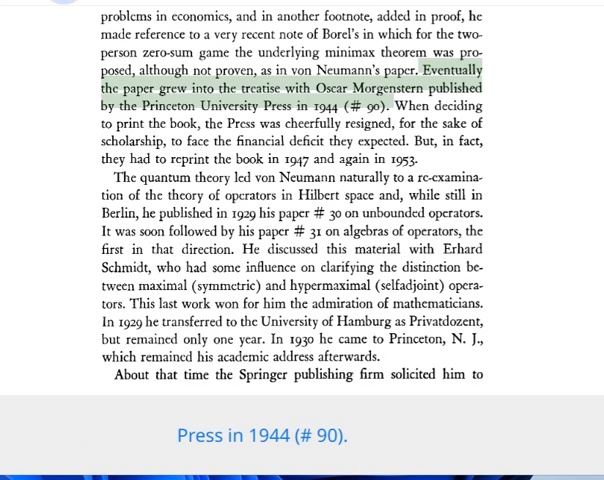 problems in economics, and in another footnote, added in proof, he
made reference to a very recent note of Borel's in which for the two-
person zero-sum game the underlying minimax theorem was pro-
posed, although not proven, as in von Neumann's paper. Eventually
the paper grew into the treatise with Oscar Morgenstern published
by the Princeton University Press in 1944 (# 90). When deciding
to print the book, the Press was cheerfully resigned, for the sake of
scholarship, to face the financial deficit they expected. But, in fact,
they had to reprint the book in 1947 and again in 1953.
The quantum theory led von Neumann naturally to a re-examina-
tion of the theory of operators in Hilbert space and, while still in
Berlin, he published in 1929 his paper # 30 on unbounded operators.
It was soon followed by his paper # 31 on algebras of operators, the
first in that direction. He discussed this material with Erhard
Schmidt, who had some influence on clarifying the distinction be-
tween maximal (symmetric) and hypermaximal (selfadjoint) opera-
tors. This last work won for him the admiration of mathematicians.
In 1929 he transferred to the University of Hamburg as Privatdozent,
but remained only one year. In 1930 he came to Princeton, N. J.,
which remained his academic address afterwards.
About that time the Springer publishing firm solicited him to
Press in 1944 (# 90).